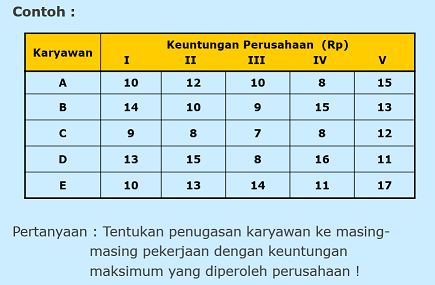 Contoh :
Karyawan Keuntungan Perusahaan (Rp)
I II III IV V
A 10 12 10 8 15
B 14 10 9 15 13
C 9 8 7 8 12
D 13 15 8 16 11
E 10 13 14 11 17
Pertanyaan : Tentukan penugasan karyawan ke masing-
masing pekerjaan dengan keuntungan
maksimum yang diperoleh perusahaan !